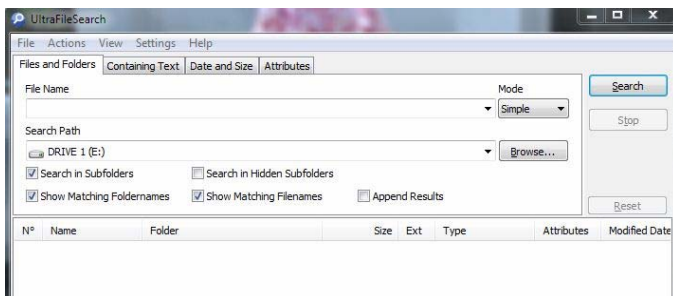 UltraFileSearch
File Actions View Settings Help
Files and Folders Containing Text Date and Size Attributes
File Name Mode Search
Simple
Stop
Search Path
DRIVE 1 (E:) Browse...
Search in Subfolders Search in Hidden Subfolders
Show Matching Foldernames Show Matching Filenames Append Results
Reset
N° Name Folder Size Ext Type Attributes Modified Date